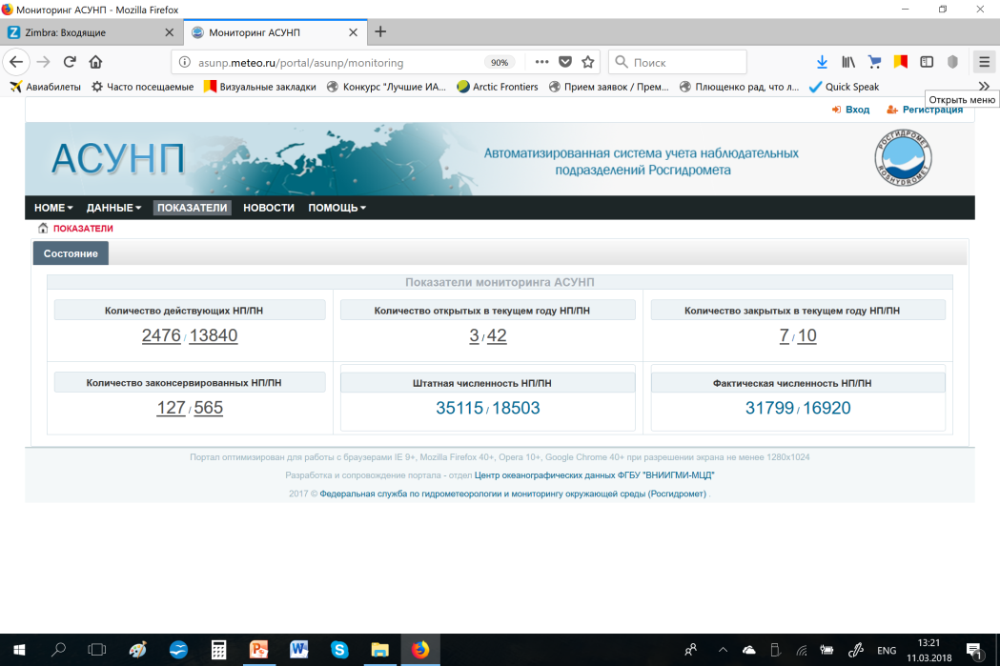 Мониторинг АСУНП - Mozilla Firefox
Zimbra: Входящие
Мониторинг АСУНП
asunp.meteo.ru/portal/asunp/monitoring
90%
Поиск
Авиабилеты
Часто посещаемые
Визуальные закладки
Конкурс "Лучшие ИА...
Arctic Frontiers
Прием заявок / Прем...
Плющенко рад, что л...
Quick Speak
Открыть меню
Вход
Регистрация
АСУНП
Автоматизированная система учета наблюдательных
подразделений Росгидромета
РОСГИДРОМЕТ
ROSHYDROMET
HOME
ДАННЫЕ
ПОКАЗАТЕЛИ
НОВОСТИ
ПОМОЩЬ
ПОКАЗАТЕЛИ
Состояние
Показатели мониторинга АСУНП
Количество действующих НП/ПН
2476 / 13840
Количество открытых в текущем году НП/ПН
3 / 42
Количество закрытых в текущем году НП/ПН
7 / 10
Количество законсервированных НП/ПН
127 / 565
Штатная численность НП/ПН
35115 / 18503
Фактическая численность НП/ПН
31799 / 16920
Портал оптимизирован для работы с браузерами IE 9+, Mozilla Firefox 40+, Opera 10+, Google Chrome 40+ при разрешении экрана не менее 1280x1024
Разработка и сопровождение портала - отдел Центр океанографических данных ФГБУ "ВНИИГМИ-МЦД"
2017 © Федеральная служба по гидрометеорологии и мониторингу окружающей среды (Росгидромет) .
ENG
13:21
11.03.2018
1